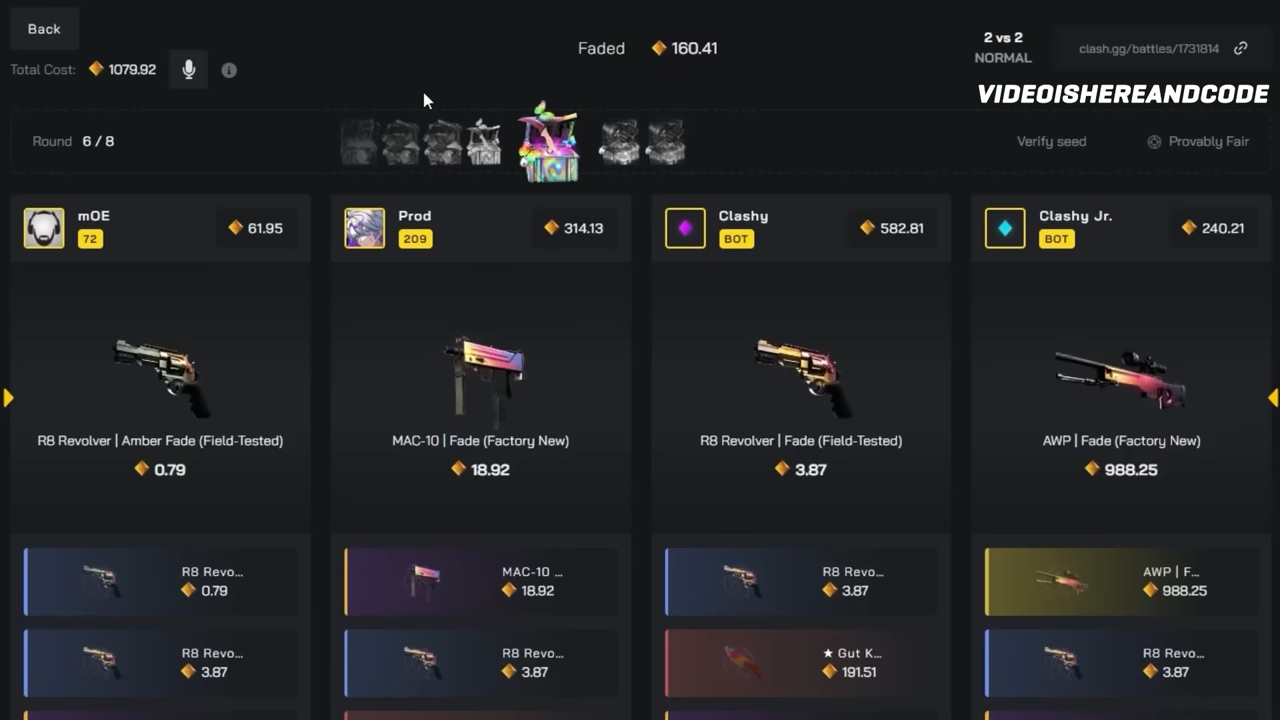 Back
Total Cost: 1079.92
Faded 160.41
2 vs 2
NORMAL
clash.gg/battles/1731814
VIDEOISHEREANDCODE
Round 6 / 8
Verify seed
Provably Fair
mOE
72
61.95
Prod
209
314.13
Clashy
BOT
582.81
Clashy Jr.
BOT
240.21
R8 Revolver | Amber Fade (Field-Tested)
0.79
MAC-10 | Fade (Factory New)
18.92
R8 Revolver | Fade (Field-Tested)
3.87
AWP | Fade (Factory New)
988.25
R8 Revo...
0.79
MAC-10 ...
18.92
R8 Revo...
3.87
AWP | F...
988.25
R8 Revo...
3.87
R8 Revo...
3.87
★ Gut K...
191.51
R8 Revo...
3.87